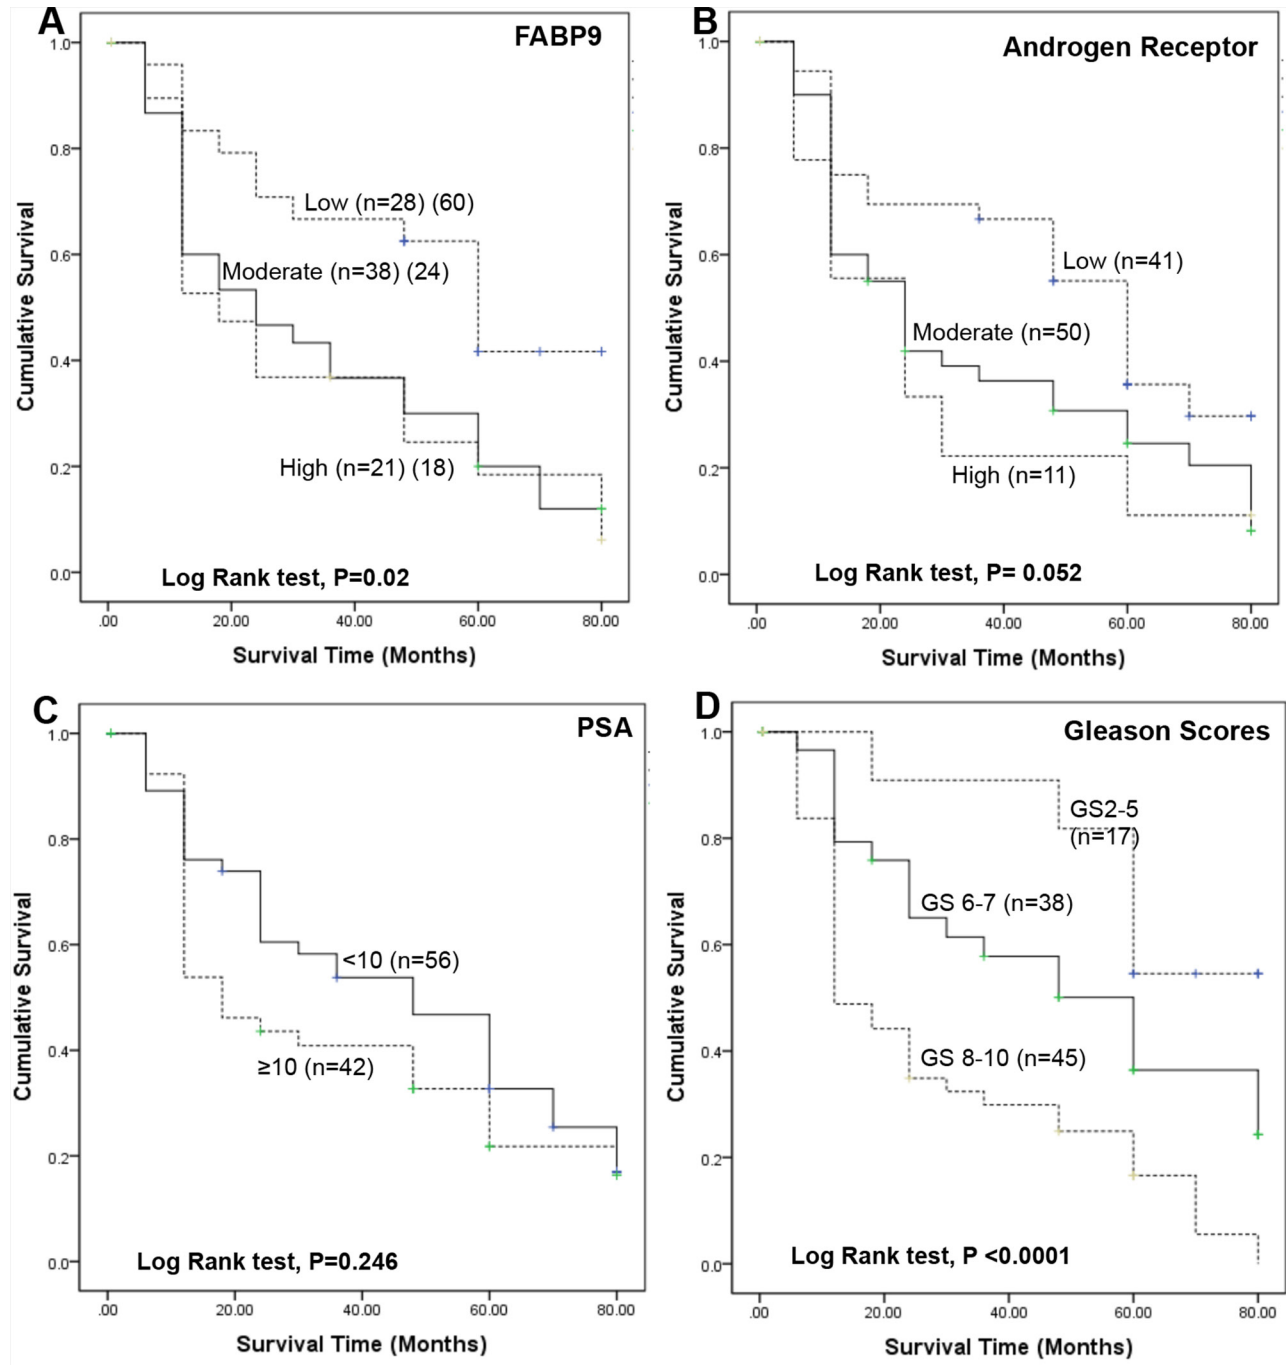 A
FABP9
1.0
0.8
0.6
0.4
0.2
0.0
Low (n=28) (60)
Moderate (n=38) (24)
High (n=21) (18)
Log Rank test, P=0.02
.00 20.00 40.00 60.00 80.00
Survival Time (Months)
Cumulative Survival
B
Androgen Receptor
1.0
0.8
0.6
0.4
0.2
0.0
Low (n=41)
Moderate (n=50)
High (n=11)
Log Rank test, P= 0.052
.00 20.00 40.00 60.00 80.00
Survival Time (Months)
Cumulative Survival
C
PSA
1.0
0.8
0.6
0.4
0.2
0.0
<10 (n=56)
≥10 (n=42)
Log Rank test, P=0.246
.00 20.00 40.00 60.00 80.00
Survival Time (Months)
Cumulative Survival
D
Gleason Scores
1.0
0.8
0.6
0.4
0.2
0.0
GS2-5
(n=17)
GS 6-7 (n=38)
GS 8-10 (n=45)
Log Rank test, P <0.0001
.00 20.00 40.00 60.00 80.00
Survival Time (Months)
Cumulative Survival